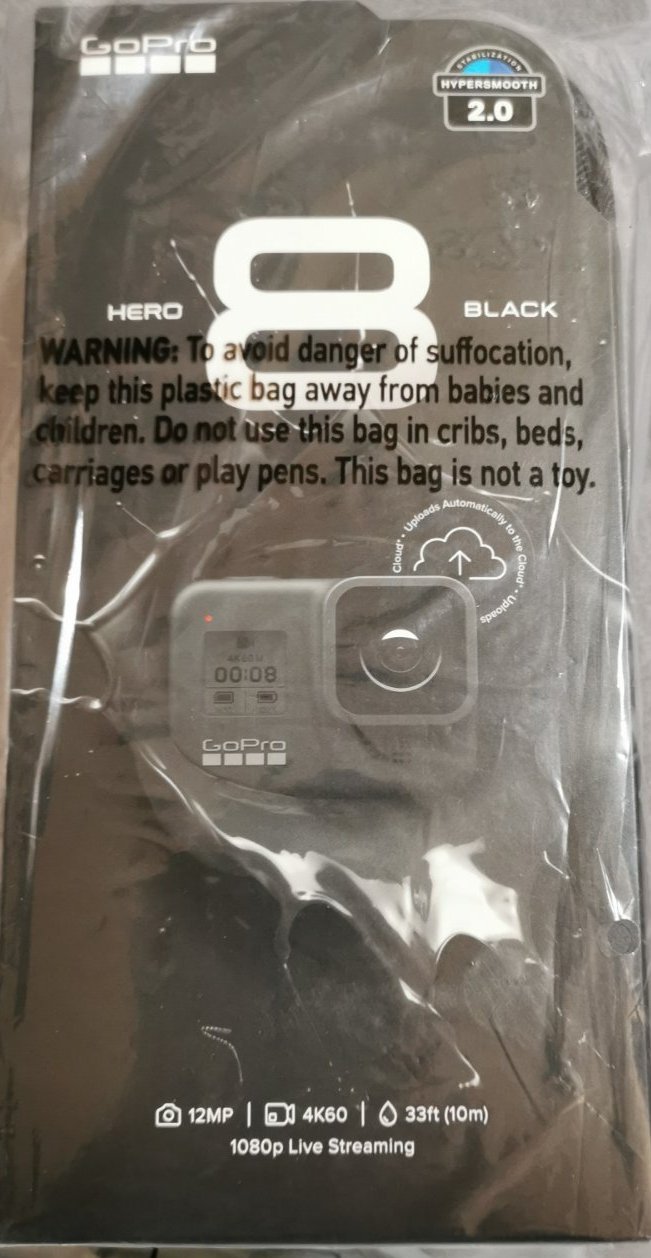 GoPro
STABILIZATION
HYPERSMOOTH
2.0
8
HERO
BLACK
WARNING: To avoid danger of suffocation,
keep this plastic bag away from babies and
children. Do not use this bag in cribs, beds,
carriages or play pens. This bag is not a toy.
Cloud* • Uploads Automatically to the Cloud* • Uploads
4K60
00:08
GoPro
12MP | 4K60 | 33ft (10m)
1080p Live Streaming